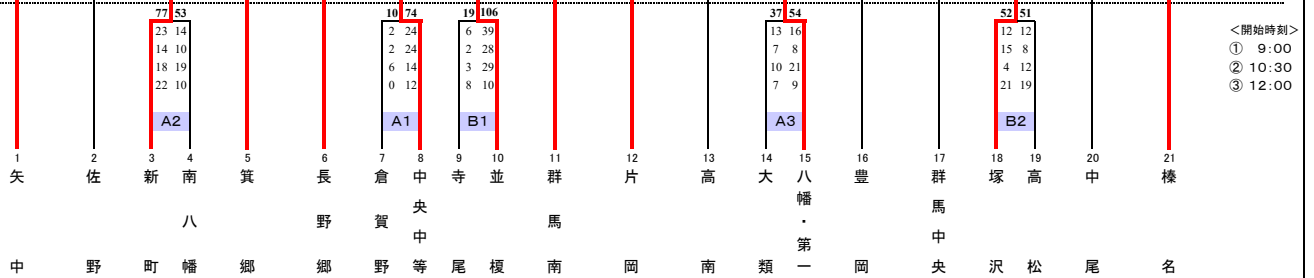 77 53 10 74 19 106 37 54 52 51
23 14 2 24 6 39 13 16 12 12 <開始時刻>
14 10 2 24 2 28 7 8 15 8 ① 9:00
18 19 6 14 3 29 10 21 4 12 ② 10:30
22 10 0 12 8 10 7 9 21 19 ③ 12:00
A2 A1 B1 A3 B2
1 2 3 4 5 6 7 8 9 10 11 12 13 14 15 16 17 18 19 20 21
矢中
佐野
新町
南八幡
箕郷
長野郷
倉賀野
中央中等
寺尾
並榎
群馬南
片岡
高南
大類
八幡・第一
豊岡
群馬中央
塚沢
高松
中尾
榛名